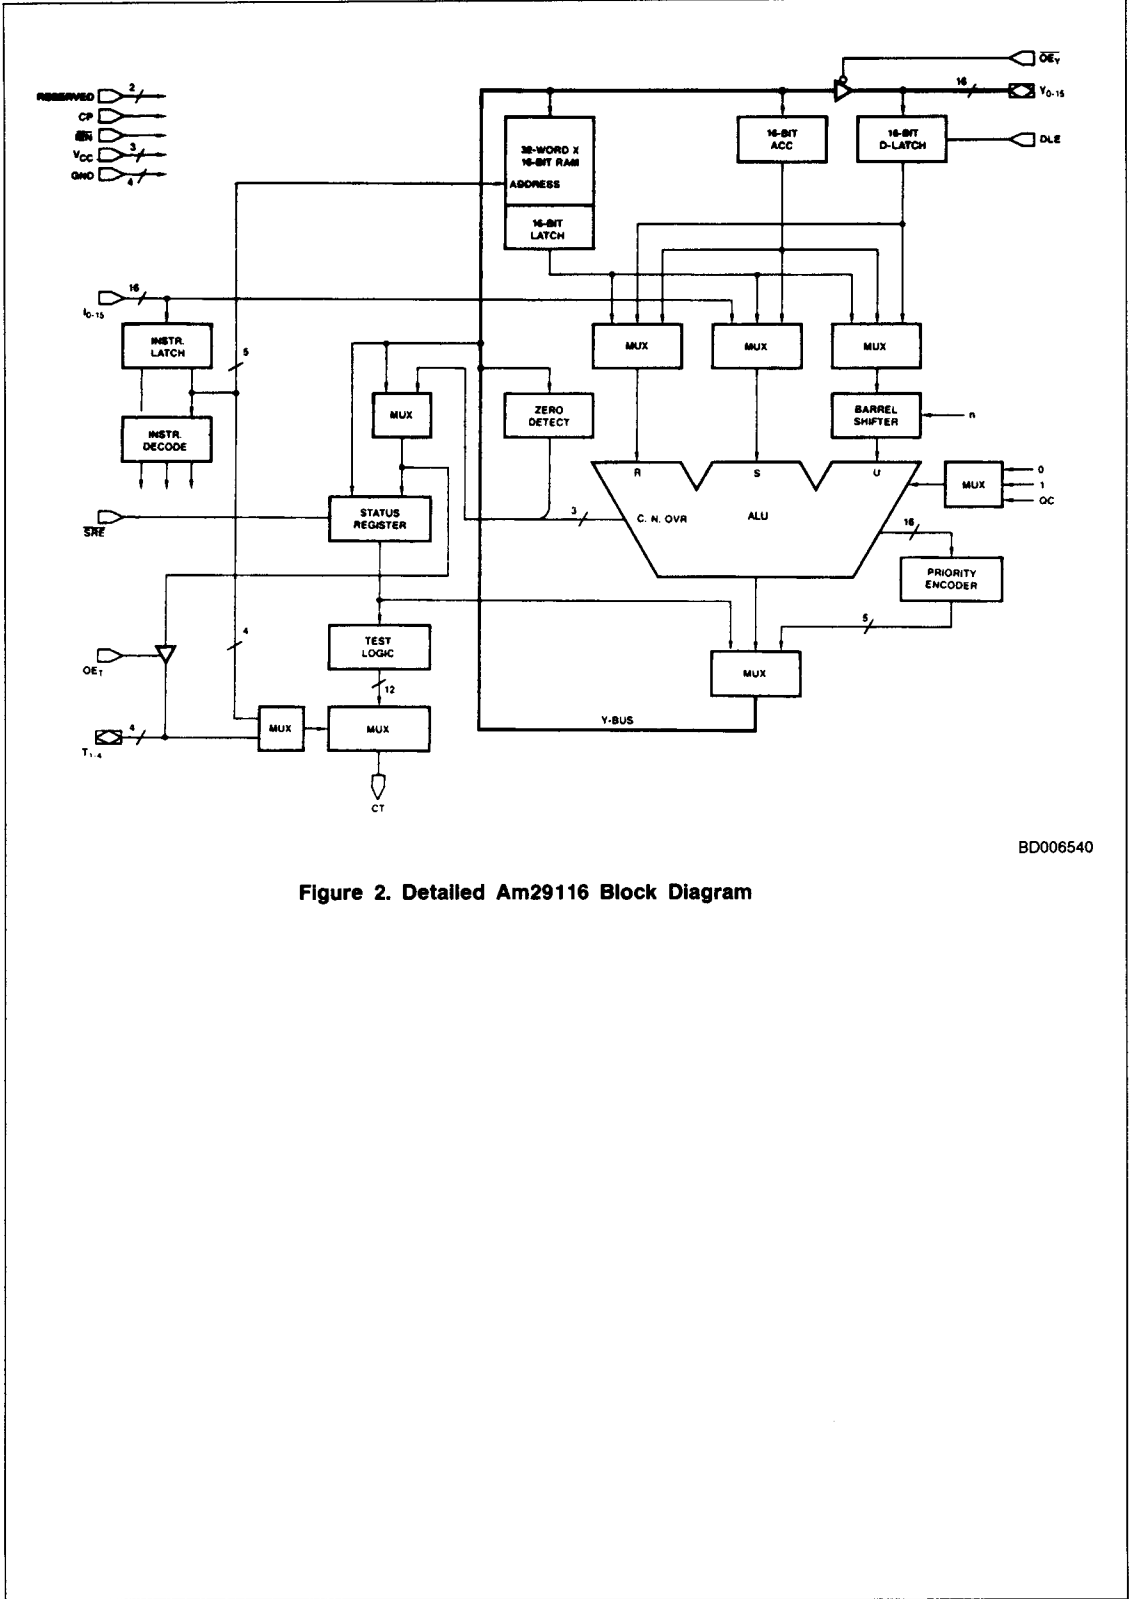 RESERVED 2
CP
IEN
VCC 3
GND 4
OEY
16 Y0-15
DLE
32-WORD X
16-BIT RAM
ADDRESS
16-BIT
LATCH
16-BIT
ACC
16-BIT
D-LATCH
I0-15 16
INSTR.
LATCH
5
INSTR.
DECODE
MUX
MUX
MUX
MUX
ZERO
DETECT
BARREL
SHIFTER
n
R
S
U
MUX
0
1
QC
SRE
STATUS
REGISTER
3
C. N. OVR
ALU
16
PRIORITY
ENCODER
5
OET
4
TEST
LOGIC
12
MUX
T1-4 4
MUX
MUX
Y-BUS
CT
BD006540
Figure 2. Detailed Am29116 Block Diagram